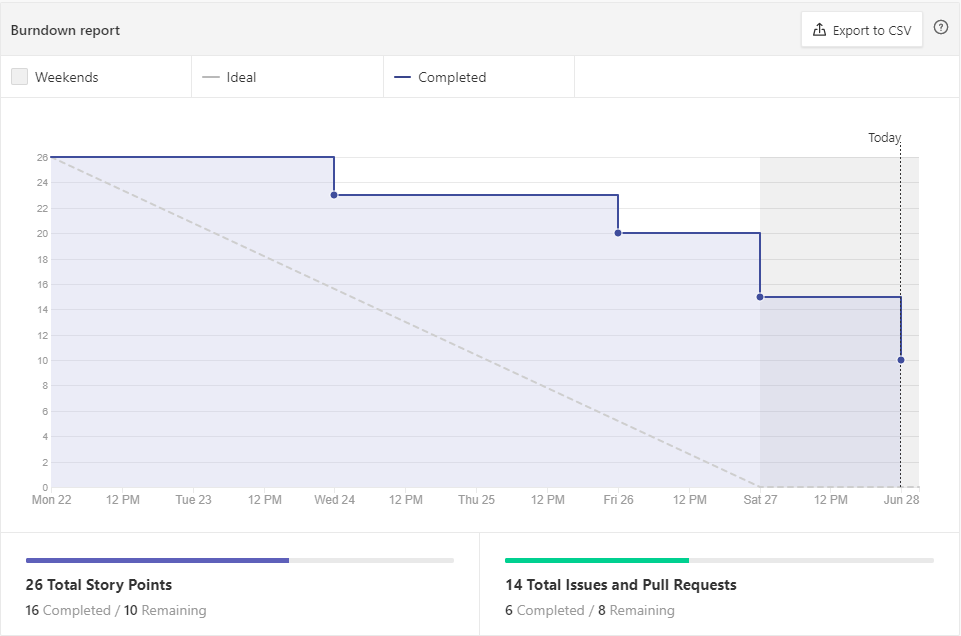 Burndown report
Export to CSV
Weekends
Ideal
Completed
Today
26
24
22
20
18
16
14
12
10
8
6
4
2
0
Mon 22 12 PM Tue 23 12 PM Wed 24 12 PM Thu 25 12 PM Fri 26 12 PM Sat 27 12 PM Jun 28
26 Total Story Points
16 Completed / 10 Remaining
14 Total Issues and Pull Requests
6 Completed / 8 Remaining